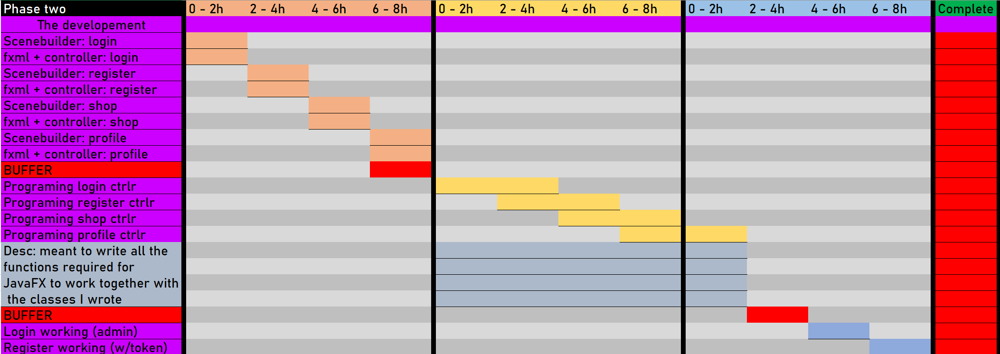 Phase two 0 - 2h 2 - 4h 4 - 6h 6 - 8h 0 - 2h 2 - 4h 4 - 6h 6 - 8h 0 - 2h 2 - 4h 4 - 6h 6 - 8h Complete
The developement
Scenebuilder: login
fxml + controller: login
Scenebuilder: register
fxml + controller: register
Scenebuilder: shop
fxml + controller: shop
Scenebuilder: profile
fxml + controller: profile
BUFFER
Programing login ctrlr
Programing register ctrlr
Programing shop ctrlr
Programing profile ctrlr
Desc: meant to write all the
functions required for
JavaFX to work together with
the classes I wrote
BUFFER
Login working (admin)
Register working (w/token)